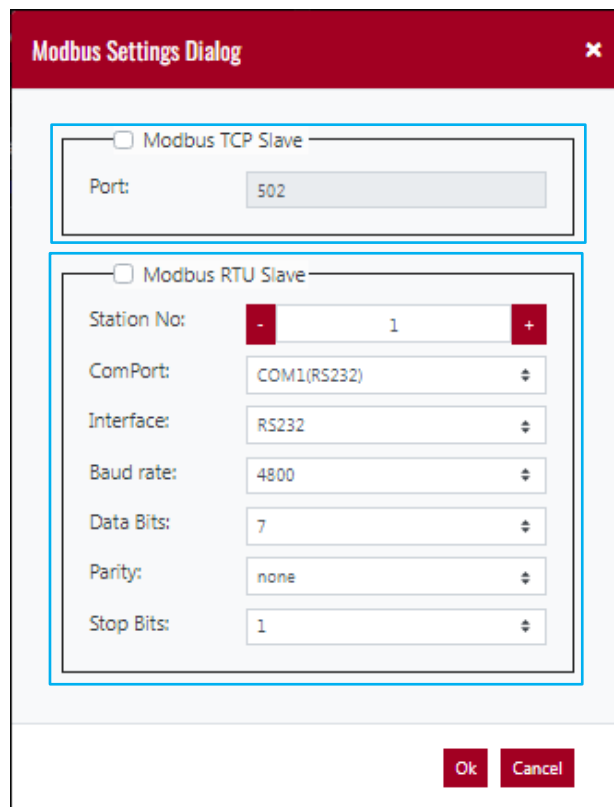 Modbus Settings Dialog ×
Modbus TCP Slave
Port: 502
Modbus RTU Slave
Station No: - 1 +
ComPort: COM1(RS232)
Interface: RS232
Baud rate: 4800
Data Bits: 7
Parity: none
Stop Bits: 1
Ok Cancel